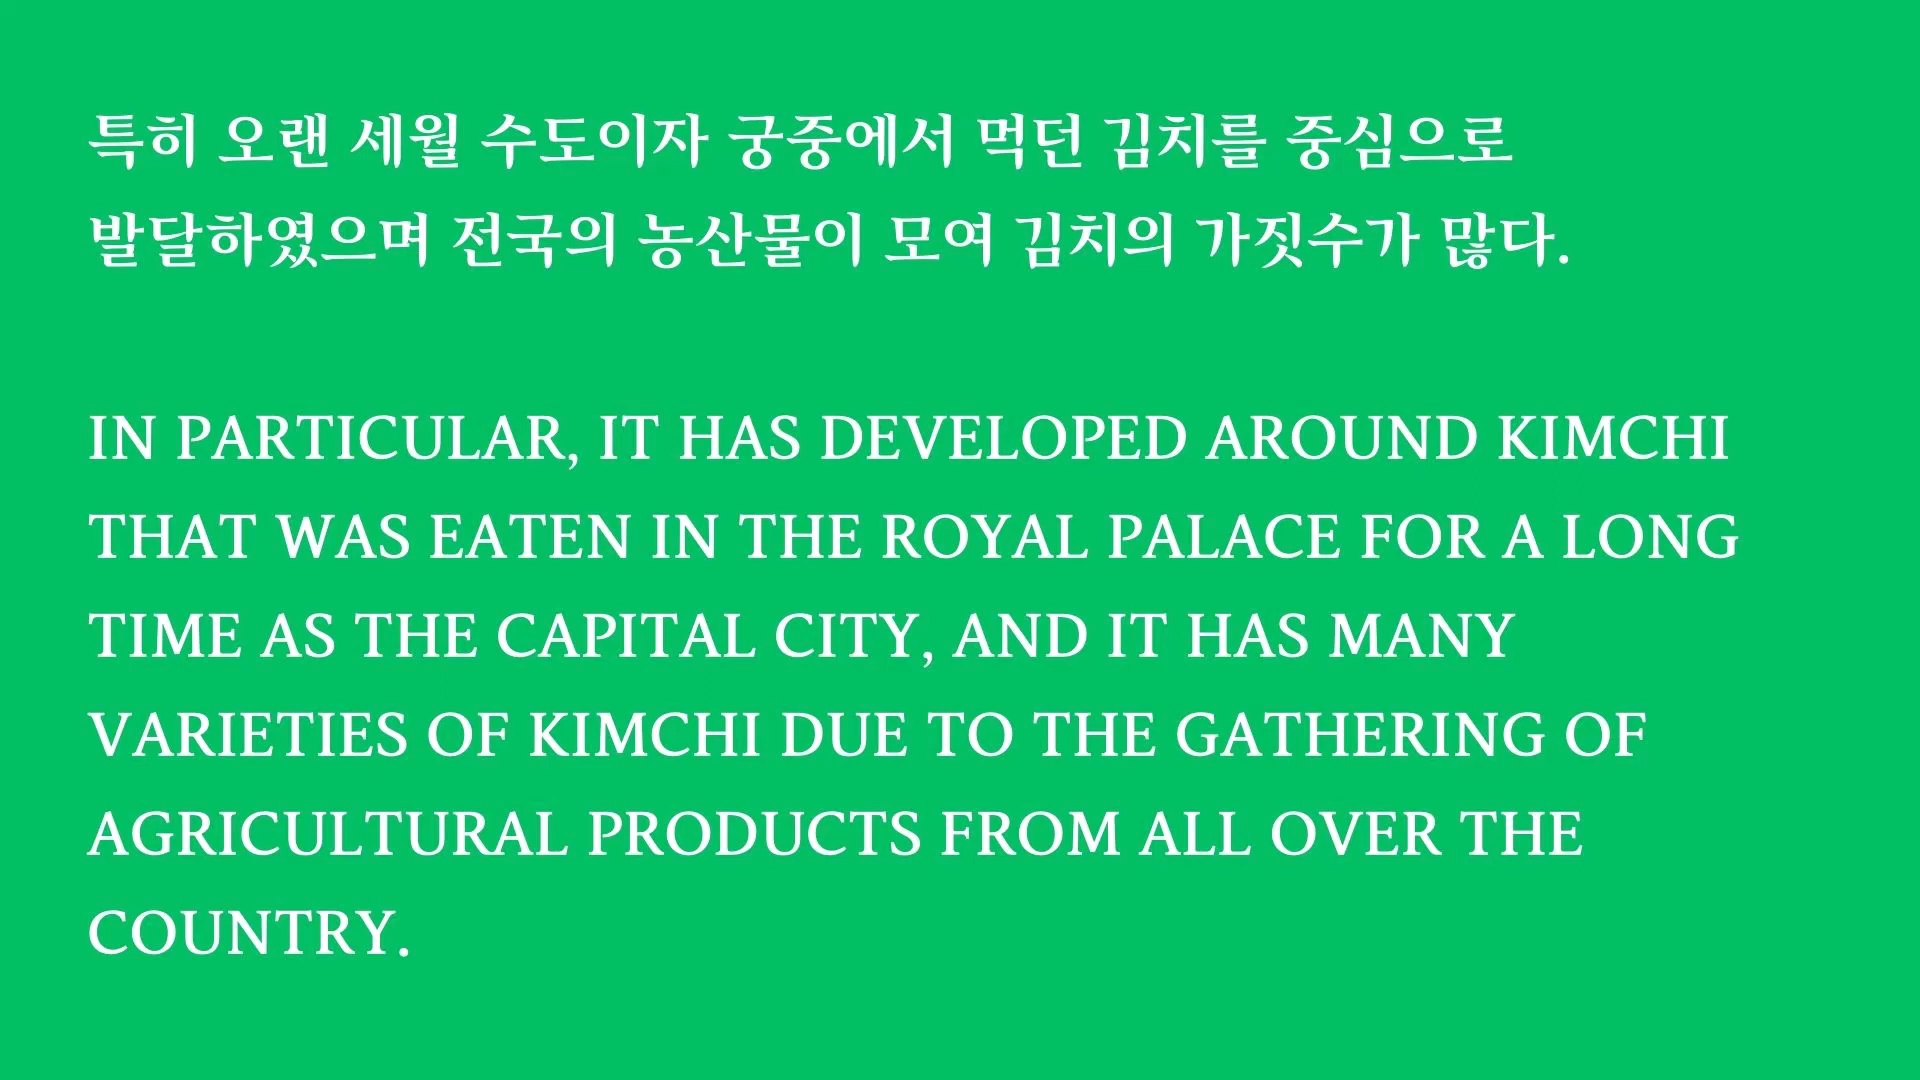 특히 오랜 세월 수도이자 궁중에서 먹던 김치를 중심으로
발달하였으며 전국의 농산물이 모여 김치의 가짓수가 많다.
IN PARTICULAR, IT HAS DEVELOPED AROUND KIMCHI
THAT WAS EATEN IN THE ROYAL PALACE FOR A LONG
TIME AS THE CAPITAL CITY, AND IT HAS MANY
VARIETIES OF KIMCHI DUE TO THE GATHERING OF
AGRICULTURAL PRODUCTS FROM ALL OVER THE
COUNTRY.